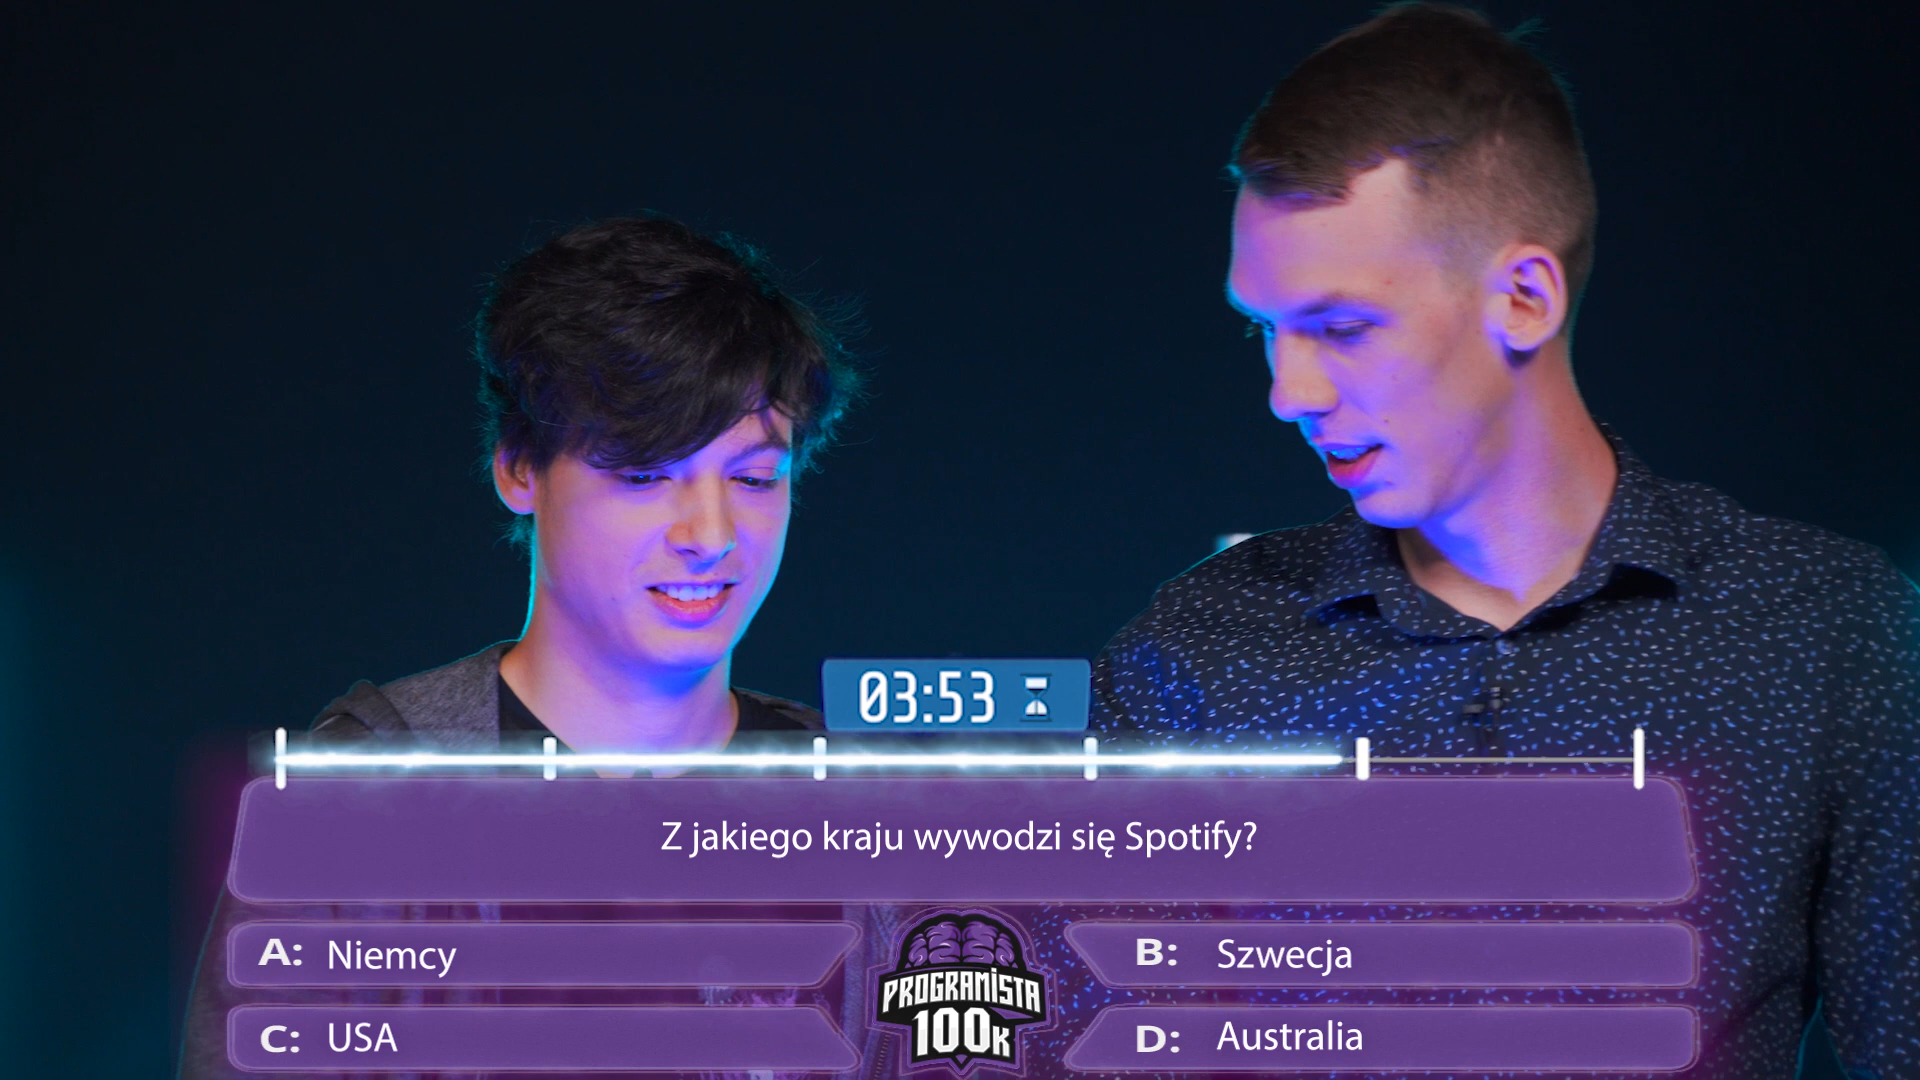 03:53
Z jakiego kraju wywodzi się Spotify?
A: Niemcy
B: Szwecja
C: USA
D: Australia
PROGRAMISTA
100K